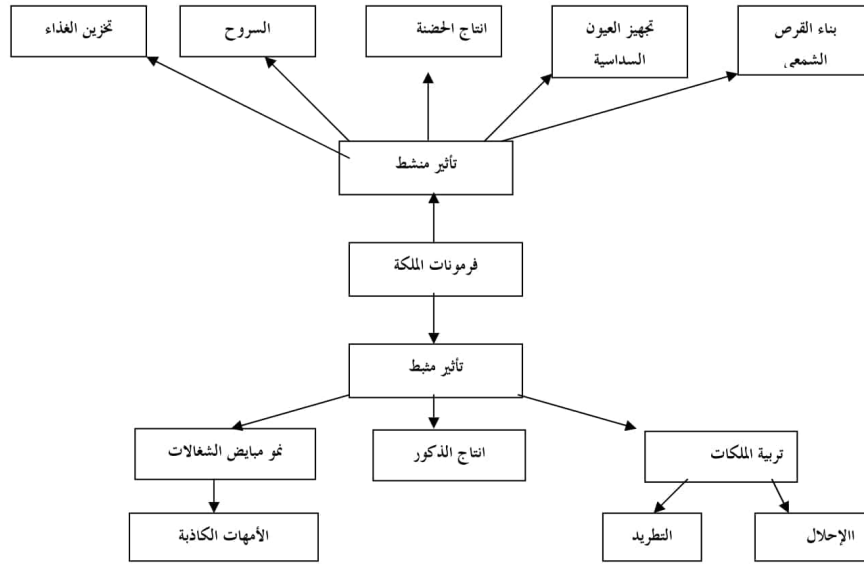 بناء القرص
الشمعي
تجهيز العيون
السداسية
انتاج الحضنة
السروح
تخزين الغذاء
تأثير منشط
فرمونات الملكة
تأثير مثبط
تربية الملكات
انتاج الذكور
نمو مبايض الشغالات
االإحلال
التطريد
الأمهات الكاذبة